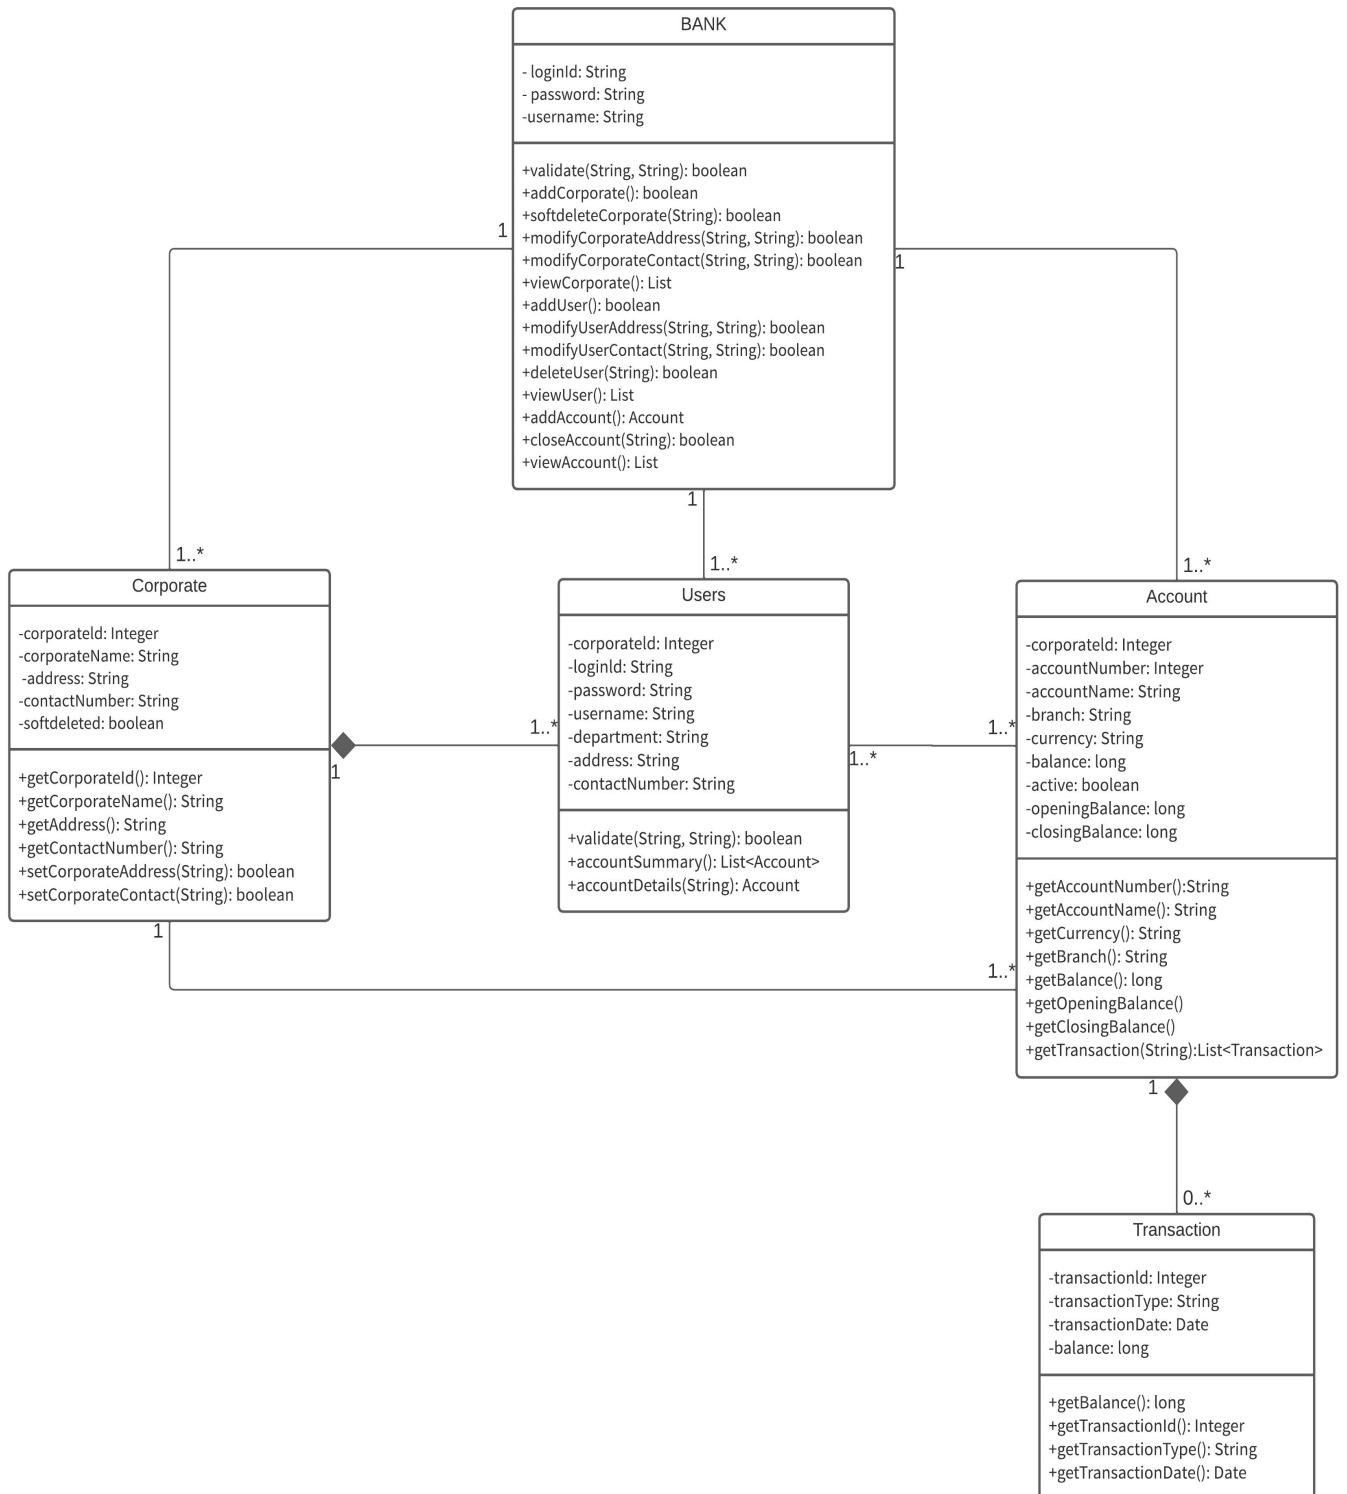 BANK
- loginId: String
- password: String
-username: String
+validate(String, String): boolean
+addCorporate(): boolean
+softdeleteCorporate(String): boolean
+modifyCorporateAddress(String, String): boolean
+modifyCorporateContact(String, String): boolean
+viewCorporate(): List
+addUser(): boolean
+modifyUserAddress(String, String): boolean
+modifyUserContact(String, String): boolean
+deleteUser(String): boolean
+viewUser(): List
+addAccount(): Account
+closeAccount(String): boolean
+viewAccount(): List
1
1
1
1..*
1..*
1..*
Corporate
-corporateId: Integer
-corporateName: String
-address: String
-contactNumber: String
-softdeleted: boolean
+getCorporateId(): Integer
+getCorporateName(): String
+getAddress(): String
+getContactNumber(): String
+setCorporateAddress(String): boolean
+setCorporateContact(String): boolean
1
1..*
Users
-corporateId: Integer
-loginId: String
-password: String
-username: String
-department: String
-address: String
-contactNumber: String
+validate(String, String): boolean
+accountSummary(): List<Account>
+accountDetails(String): Account
1..*
1..*
Account
-corporateId: Integer
-accountNumber: Integer
-accountName: String
-branch: String
-currency: String
-balance: long
-active: boolean
-openingBalance: long
-closingBalance: long
+getAccountNumber():String
+getAccountName(): String
+getCurrency(): String
+getBranch(): String
+getBalance(): long
+getOpeningBalance()
+getClosingBalance()
+getTransaction(String):List<Transaction>
1
1..*
1
0..*
Transaction
-transactionId: Integer
-transactionType: String
-transactionDate: Date
-balance: long
+getBalance(): long
+getTransactionId(): Integer
+getTransactionType(): String
+getTransactionDate(): Date